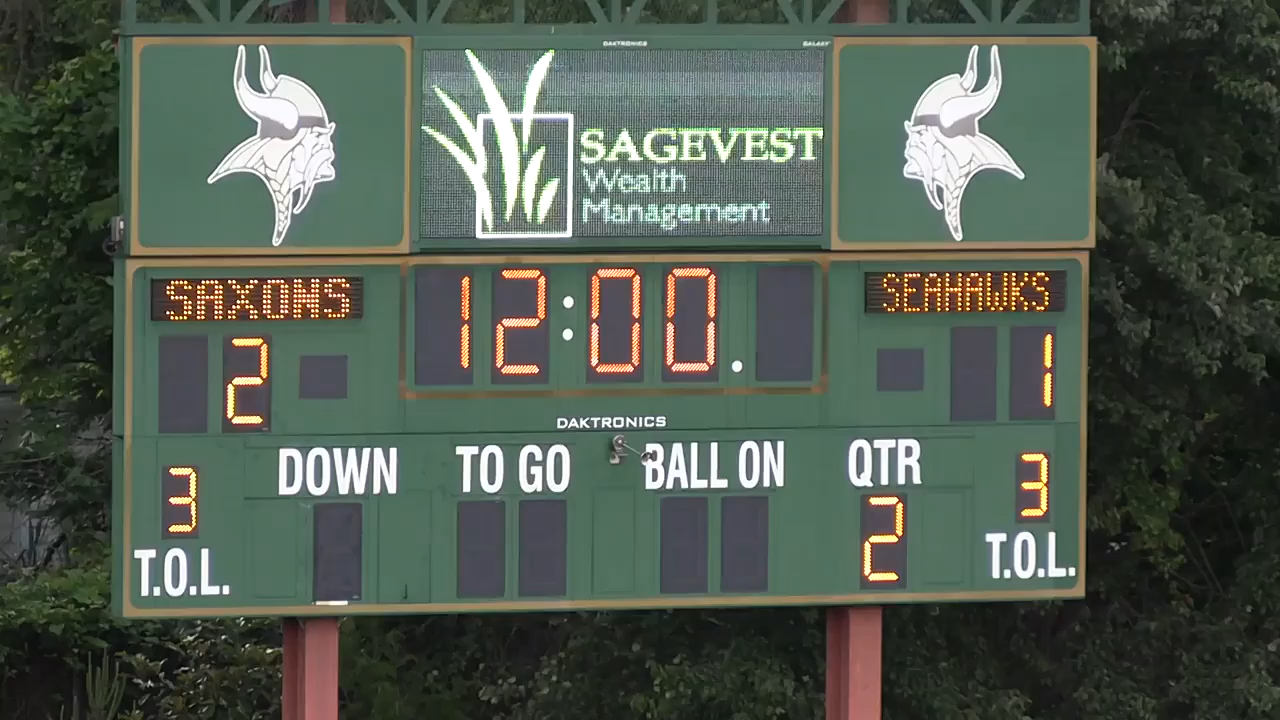 DAKTRONICS GALAXY
SAGEVEST
Wealth
Management
SAXONS 12:00. SEAHAWKS
2 1
DAKTRONICS
DOWN TO GO BALL ON QTR
3 2 3
T.O.L. T.O.L.